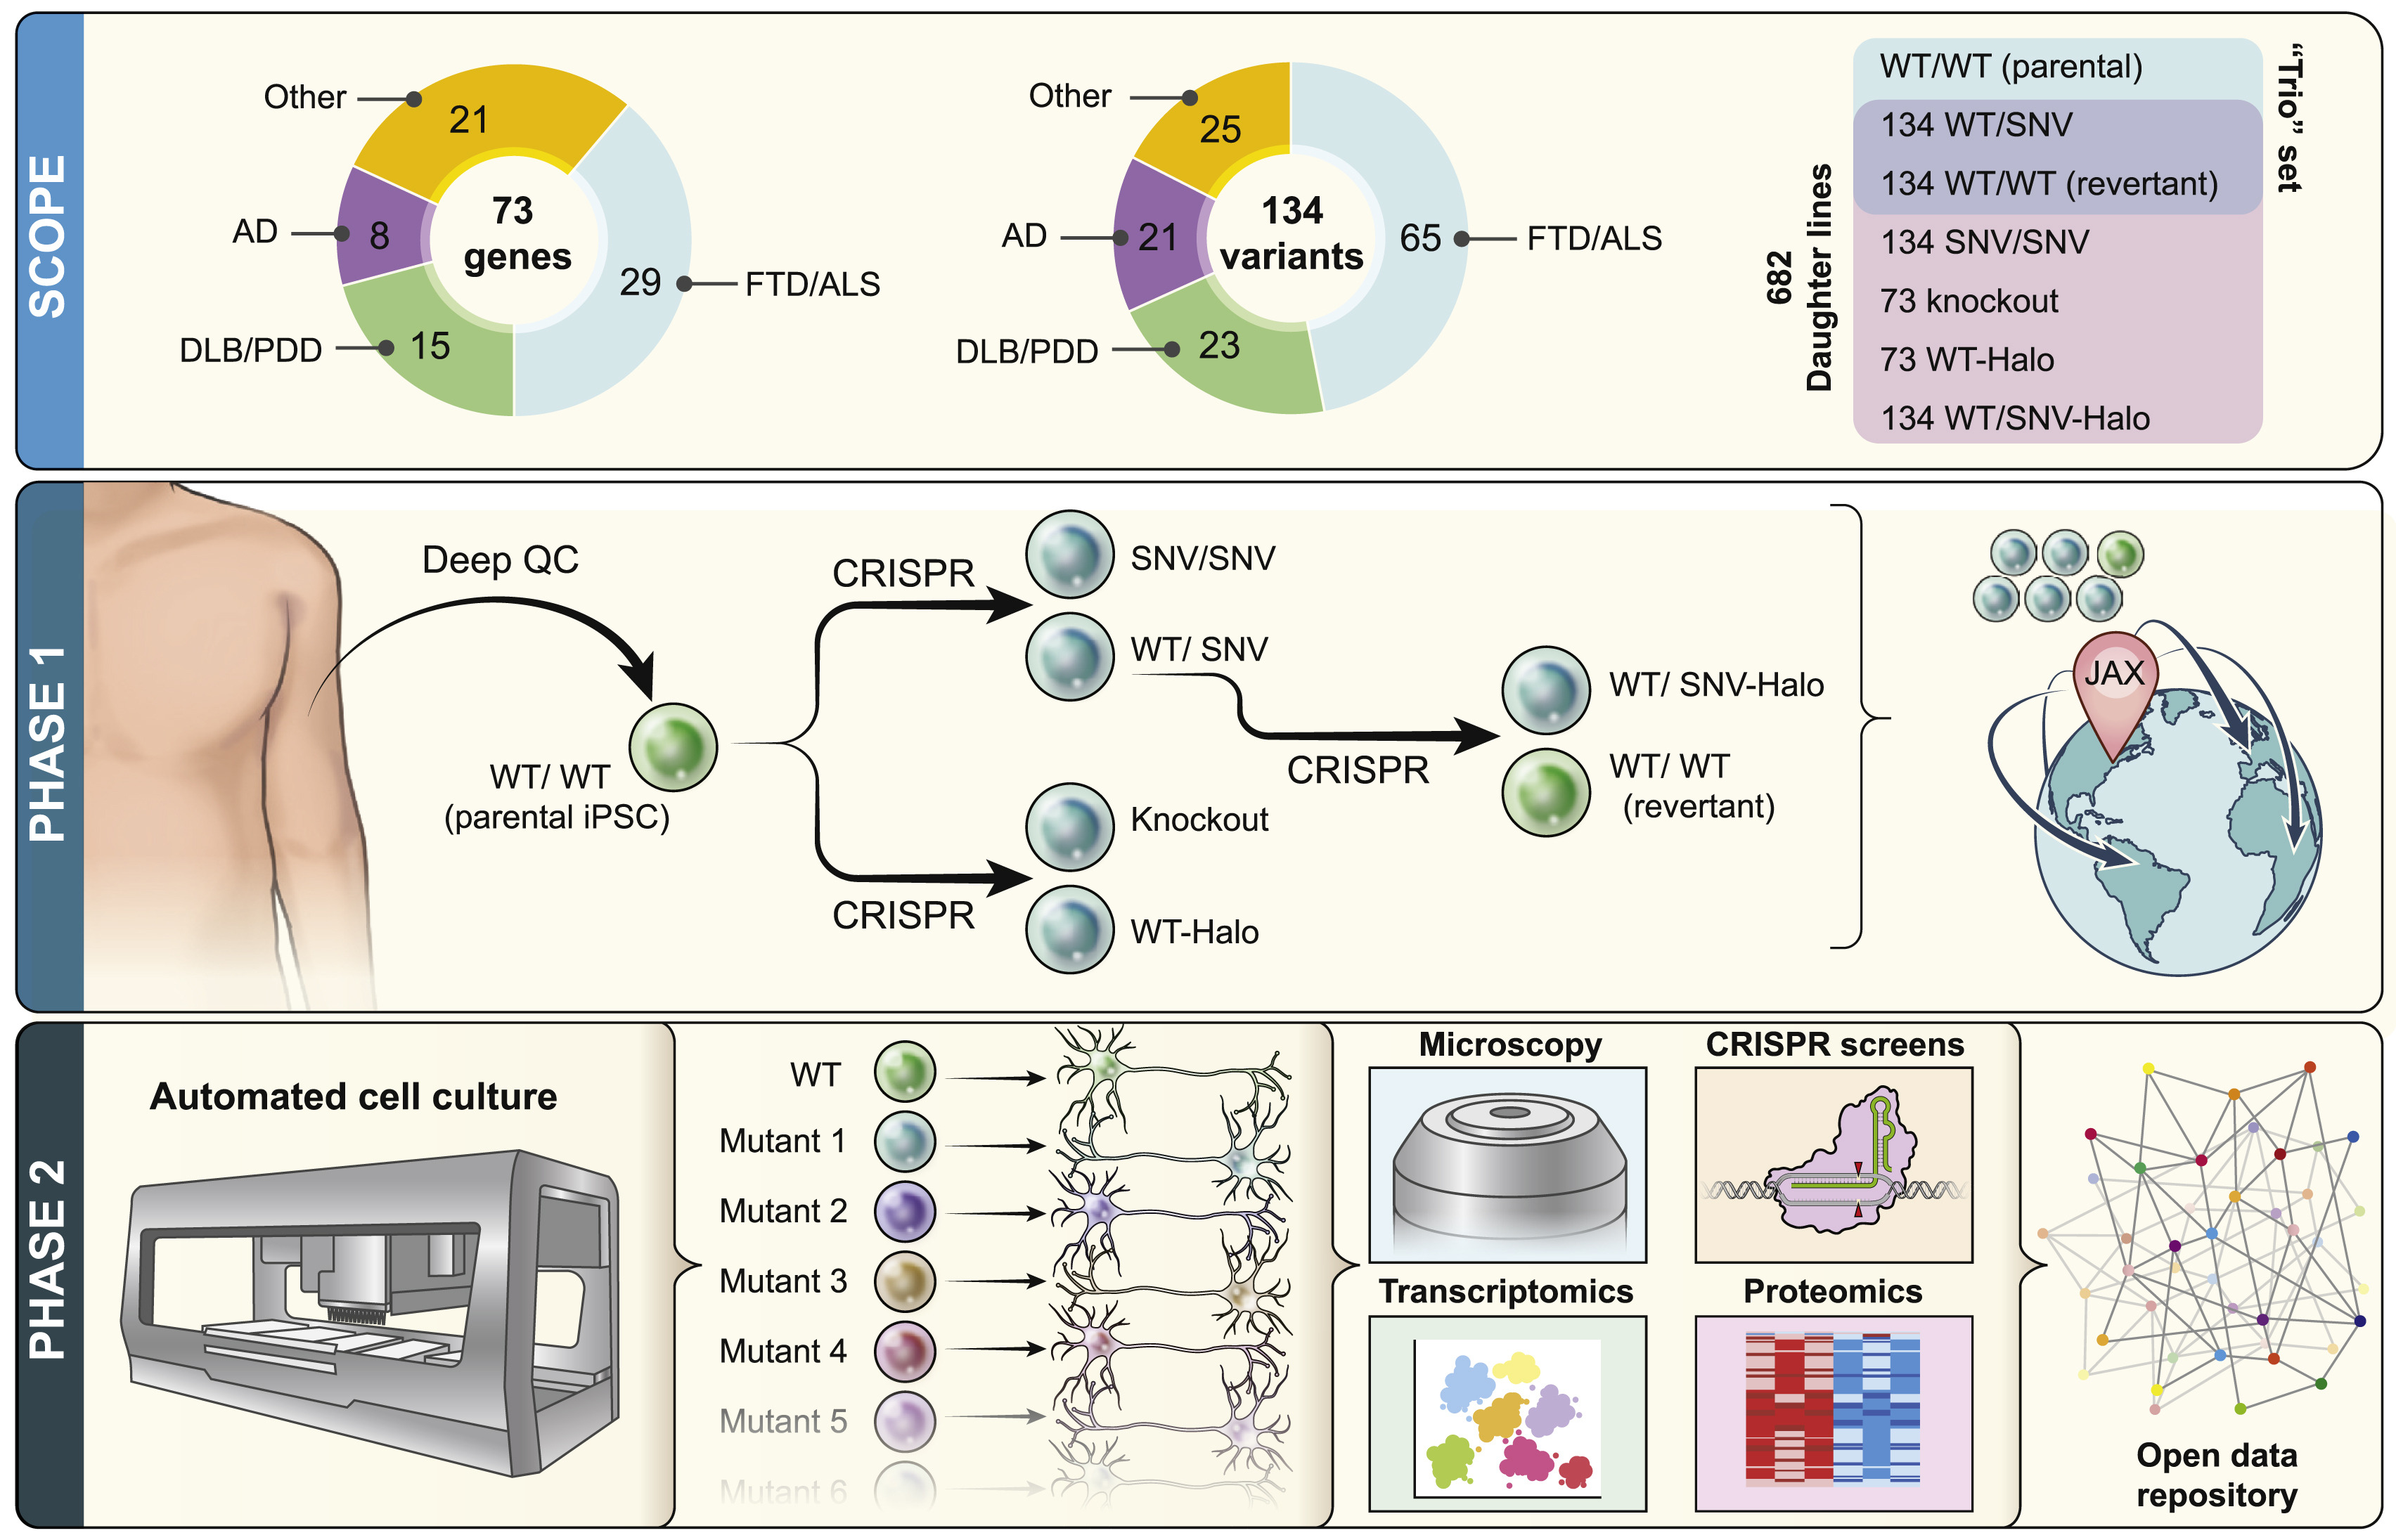 SCOPE
Other
21
AD
8
DLB/PDD
15
73
genes
29
FTD/ALS
Other
25
AD
21
DLB/PDD
23
134
variants
65
FTD/ALS
682
Daughter lines
WT/WT (parental)
134 WT/SNV
134 WT/WT (revertant)
134 SNV/SNV
73 knockout
73 WT-Halo
134 WT/SNV-Halo
“Trio” set
PHASE 1
Deep QC
WT/ WT
(parental iPSC)
CRISPR
SNV/SNV
WT/ SNV
CRISPR
Knockout
WT-Halo
CRISPR
WT/ SNV-Halo
WT/ WT
(revertant)
JAX
PHASE 2
Automated cell culture
WT
Mutant 1
Mutant 2
Mutant 3
Mutant 4
Mutant 5
Mutant 6
Microscopy
CRISPR screens
Transcriptomics
Proteomics
Open data
repository